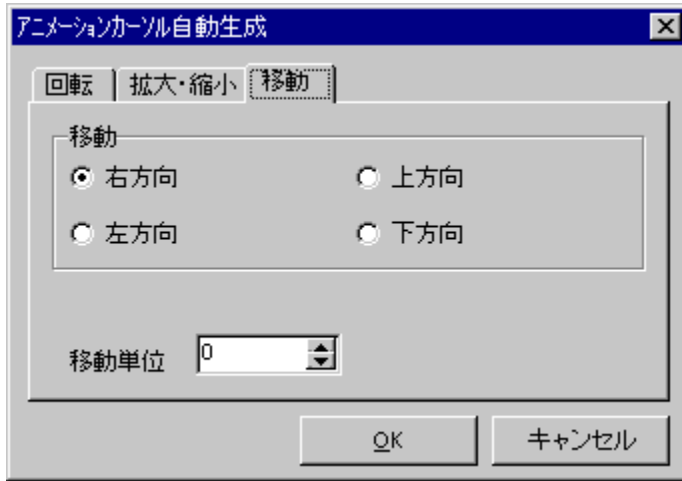 アニメーションカーソル自動生成
回転 拡大・縮小 移動
移動
右方向 上方向
左方向 下方向
移動単位 0
OK キャンセル